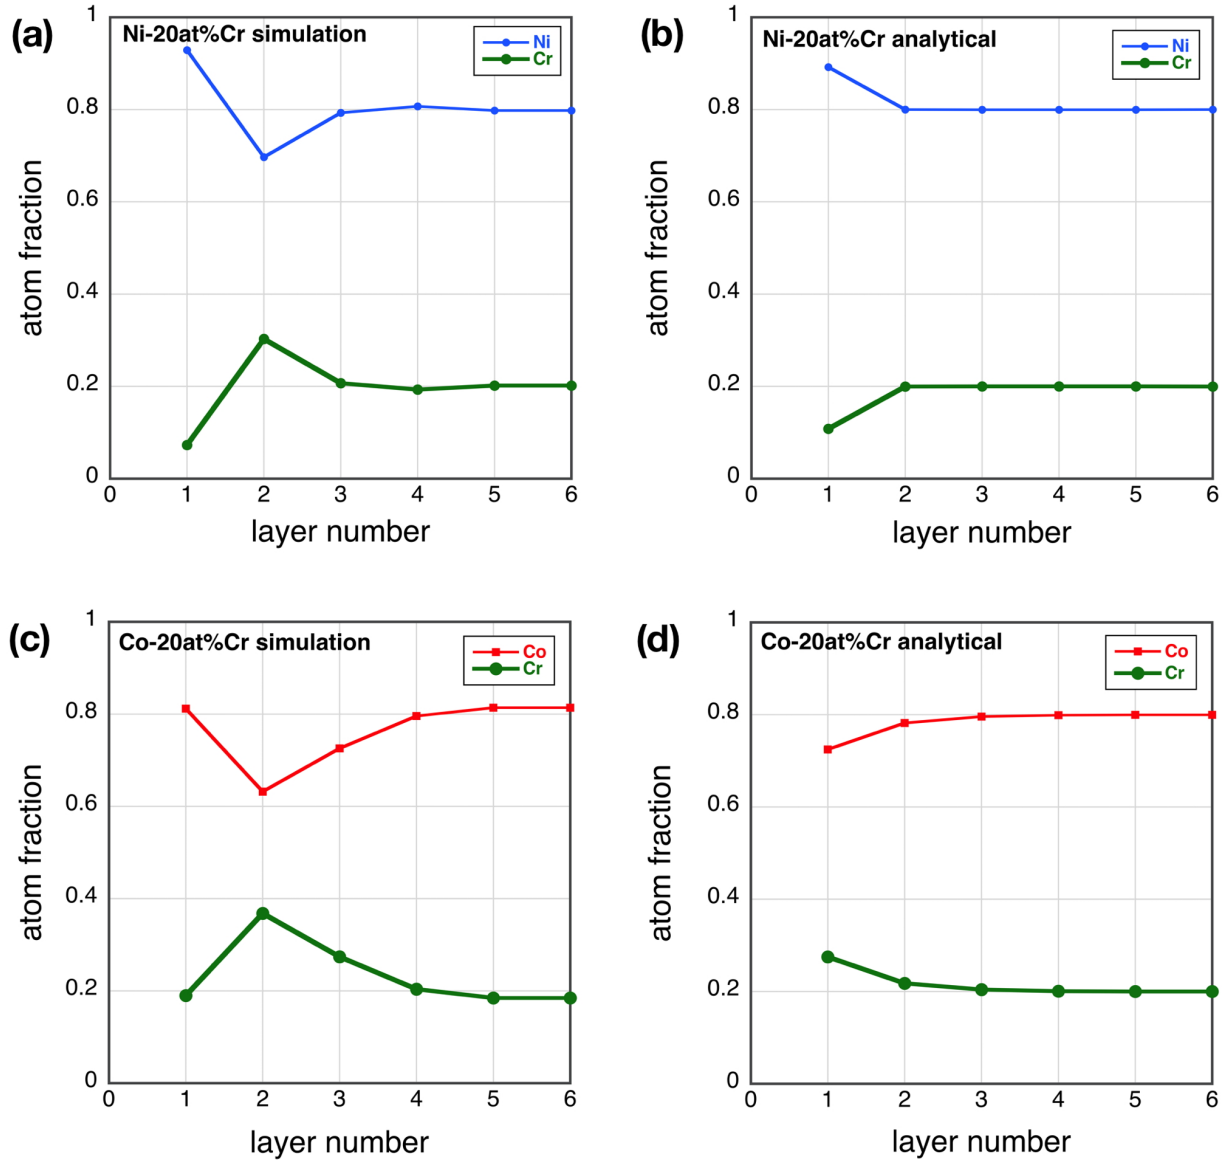 (a)
Ni-20at%Cr simulation
Ni
Cr
1
0.8
0.6
0.4
0.2
0
atom fraction
0 1 2 3 4 5 6
layer number
(b)
Ni-20at%Cr analytical
Ni
Cr
1
0.8
0.6
0.4
0.2
0
atom fraction
0 1 2 3 4 5 6
layer number
(c)
Co-20at%Cr simulation
Co
Cr
1
0.8
0.6
0.4
0.2
0
atom fraction
0 1 2 3 4 5 6
layer number
(d)
Co-20at%Cr analytical
Co
Cr
1
0.8
0.6
0.4
0.2
0
atom fraction
0 1 2 3 4 5 6
layer number